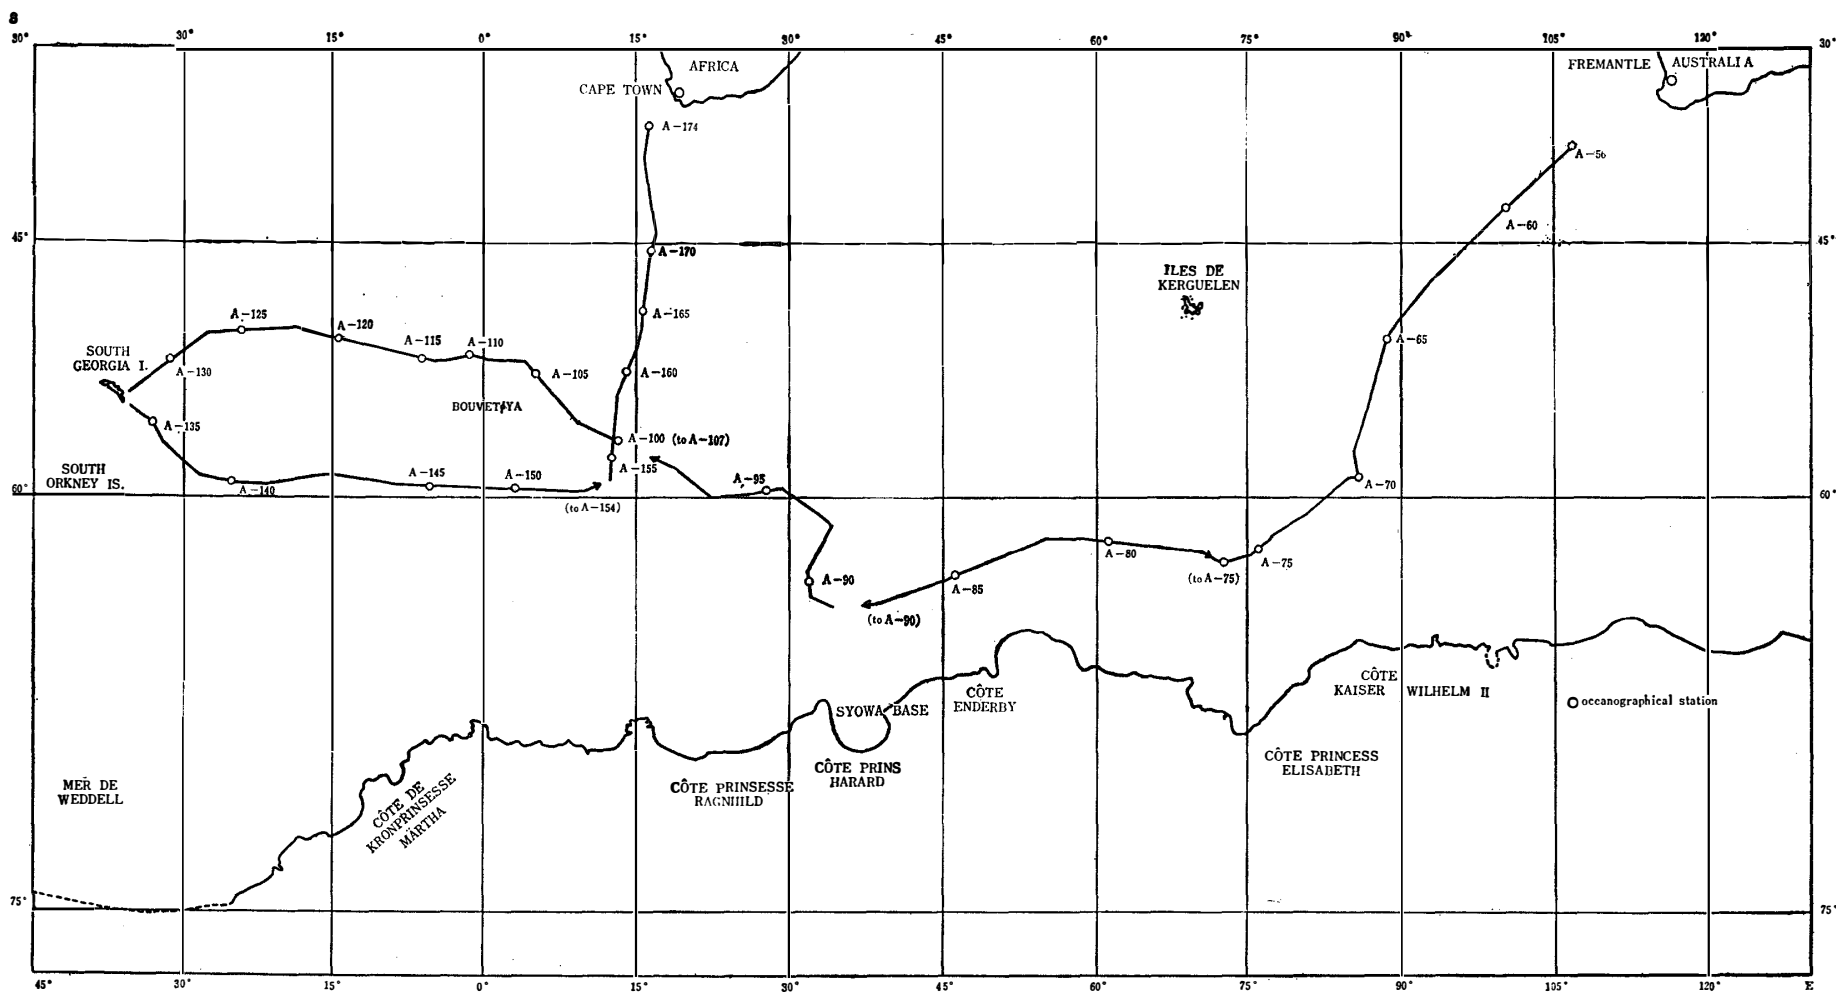 8
30° 30° 15° 0° 15° 30° 45° 60° 75° 90° 105° 120° 30°
AFRICA
CAPE TOWN
FREMANTLE
AUSTRALIA
A-174
A-56
A-60
45°
45°
A-170
ÎLES DE
KERGUELEN
A-165
A-125
A-120
A-115
A-110
A-65
SOUTH
GEORGIA I.
A-130
A-105
A-160
A-135
A-100 (to A-107)
A-155
SOUTH
ORKNEY IS.
A-140
A-145
A-150
(to A-154)
A-95
A-70
60°
60°
A-80
A-75
(to A-75)
A-90
A-85
(to A-90)
CÔTE
ENDERBY
CÔTE
KAISER WILHELM II
SYOWA BASE
oceanographical station
CÔTE PRINCESS
ELISABETH
CÔTE PRINS
HARARD
CÔTE PRINSESSE
RAGNHILD
MER DE
WEDDELL
CÔTE DE
KRONPRINSESSE
MÄRTHA
75°
75°
45° 30° 15° 0° 15° 30° 45° 60° 75° 90° 105° 120° E